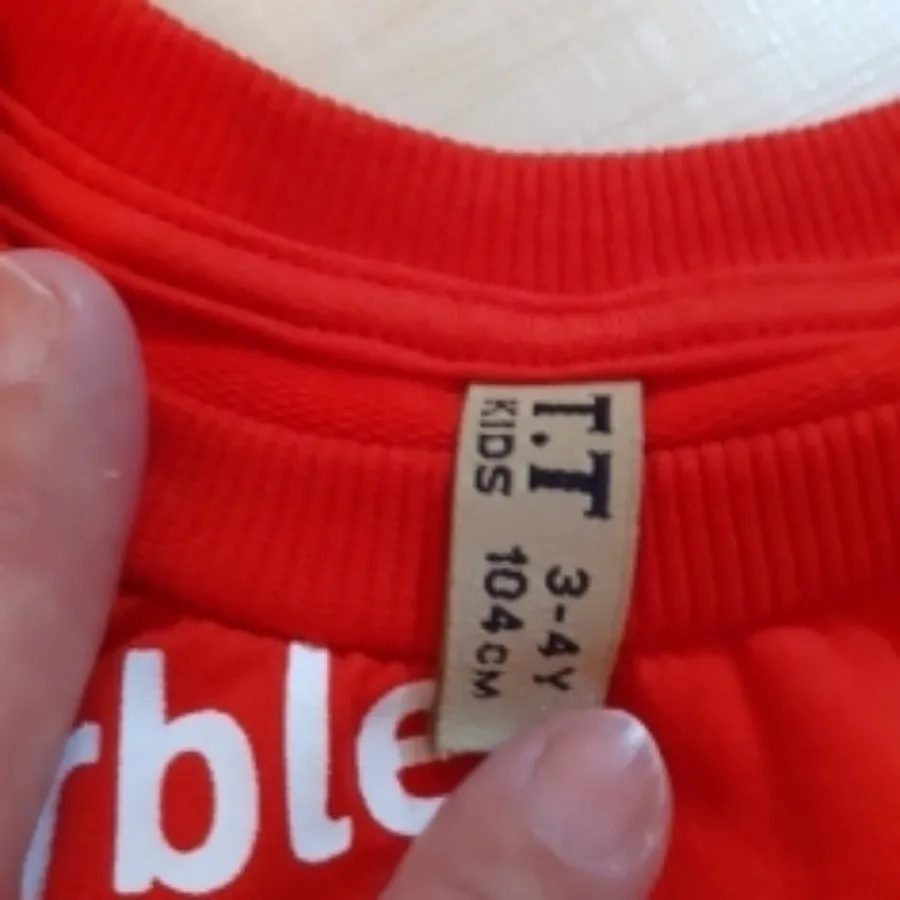 T.T
KIDS
3-4Y
104CM
rble